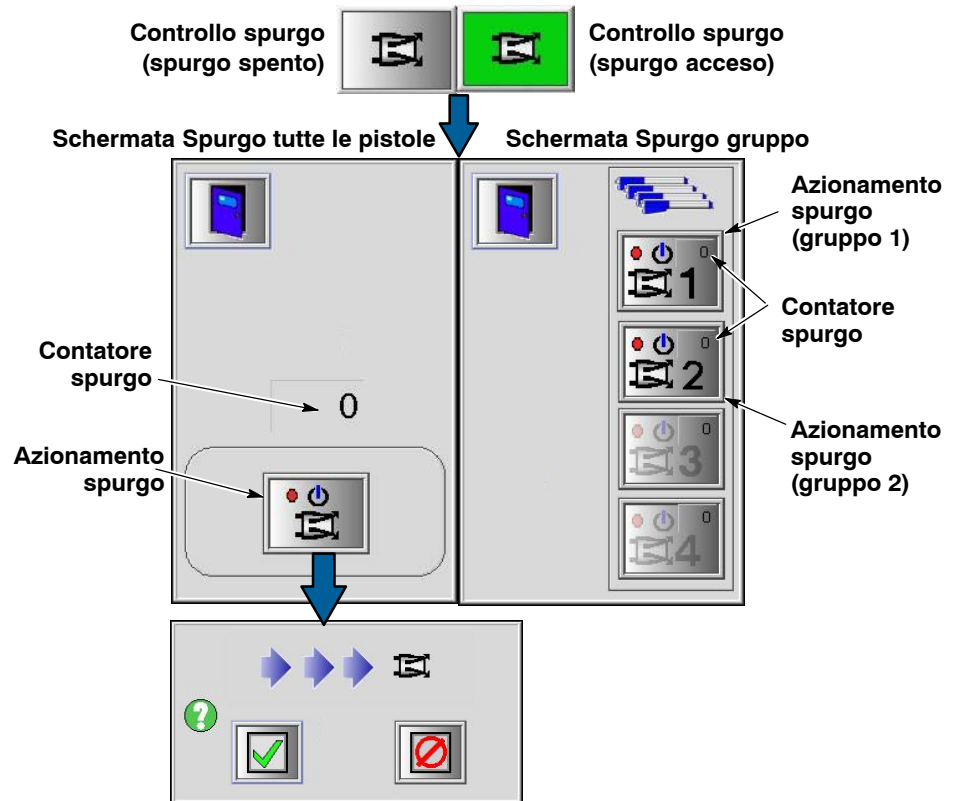 Controllo spurgo
(spurgo spento)
Controllo spurgo
(spurgo acceso)
Schermata Spurgo tutte le pistole
Schermata Spurgo gruppo
Azionamento
spurgo
(gruppo 1)
0
1
Contatore
spurgo
0
2
Contatore
spurgo
0
Azionamento
spurgo
(gruppo 2)
0
3
Azionamento
spurgo
0
4
?